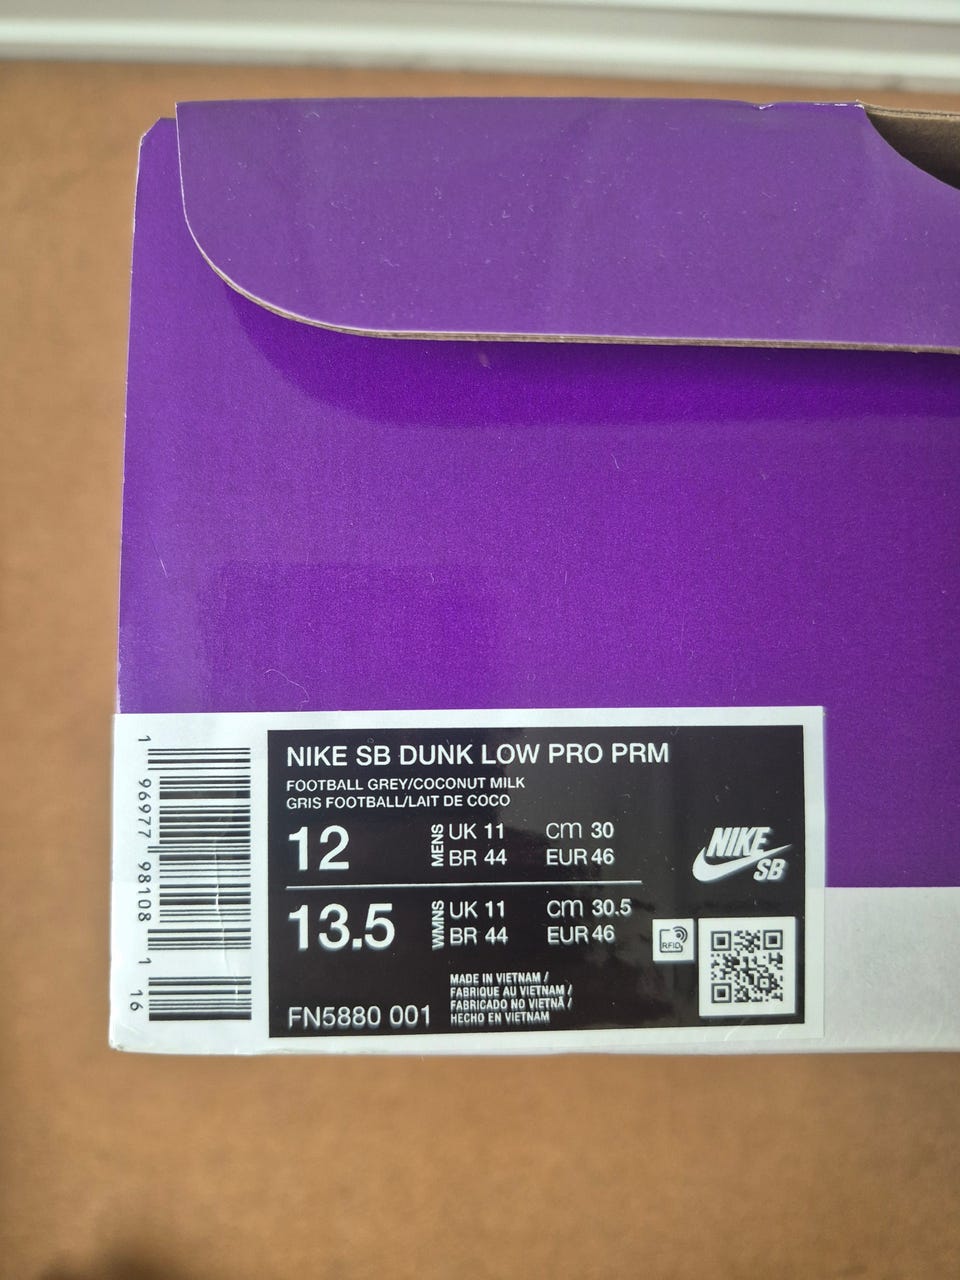 NIKE SB DUNK LOW PRO PRM
FOOTBALL GREY/COCONUT MILK
GRIS FOOTBALL/LAIT DE COCO
12
MENS
UK 11
cm 30
BR 44
EUR 46
13.5
WMNS
UK 11
cm 30.5
BR 44
EUR 46
NIKE
SB
RFID
MADE IN VIETNAM /
FABRIQUE AU VIETNAM /
FABRICADO NO VIETNÃ /
HECHO EN VIETNAM
FN5880 001
1 96977 98108 1 16